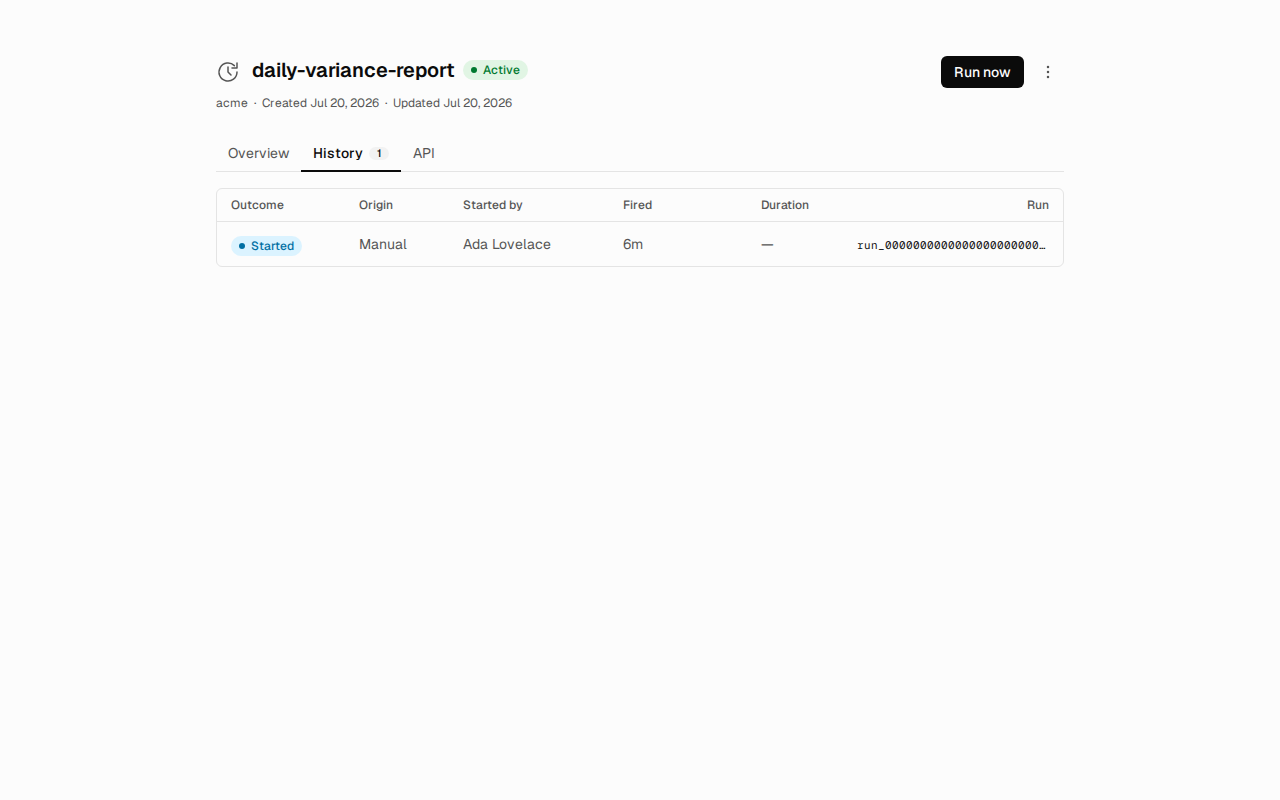 daily-variance-report
Active
Run now
acme · Created Jul 20, 2026 · Updated Jul 20, 2026
Overview
History 1
API
Outcome Origin Started by Fired Duration Run
Started Manual Ada Lovelace 6m — run_00000000000000000000000…